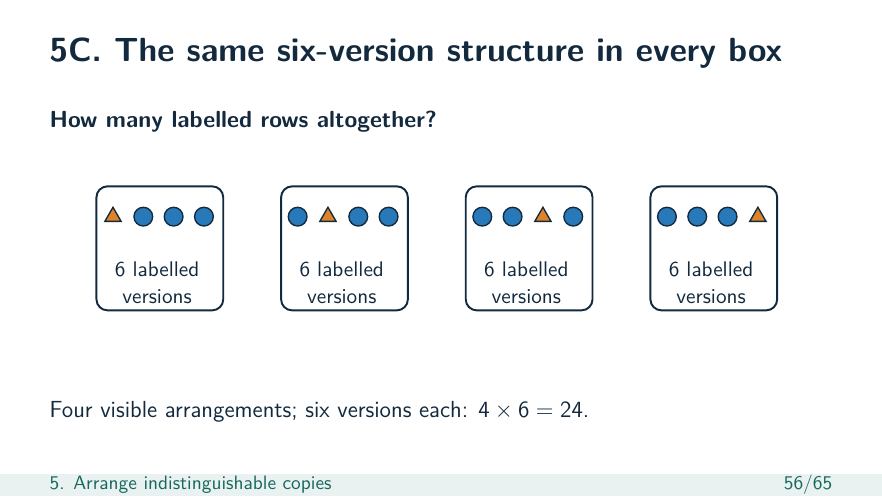 5C. The same six-version structure in every box
How many labelled rows altogether?
6 labelled
versions
6 labelled
versions
6 labelled
versions
6 labelled
versions
Four visible arrangements; six versions each: 4 × 6 = 24.
5. Arrange indistinguishable copies
56/65